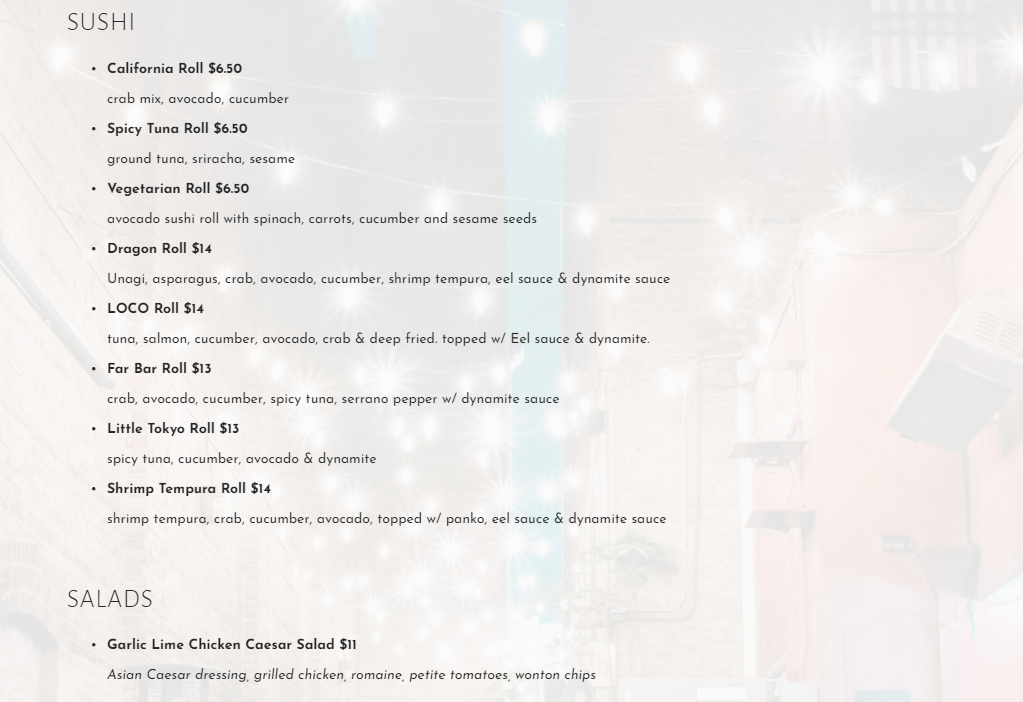 SUSHI
• California Roll $6.50
crab mix, avocado, cucumber
• Spicy Tuna Roll $6.50
ground tuna, sriracha, sesame
• Vegetarian Roll $6.50
avocado sushi roll with spinach, carrots, cucumber and sesame seeds
• Dragon Roll $14
Unagi, asparagus, crab, avocado, cucumber, shrimp tempura, eel sauce & dynamite sauce
• LOCO Roll $14
tuna, salmon, cucumber, avocado, crab & deep fried. topped w/ Eel sauce & dynamite.
• Far Bar Roll $13
crab, avocado, cucumber, spicy tuna, serrano pepper w/ dynamite sauce
• Little Tokyo Roll $13
spicy tuna, cucumber, avocado & dynamite
• Shrimp Tempura Roll $14
shrimp tempura, crab, cucumber, avocado, topped w/ panko, eel sauce & dynamite sauce
SALADS
• Garlic Lime Chicken Caesar Salad $11
Asian Caesar dressing, grilled chicken, romaine, petite tomatoes, wonton chips